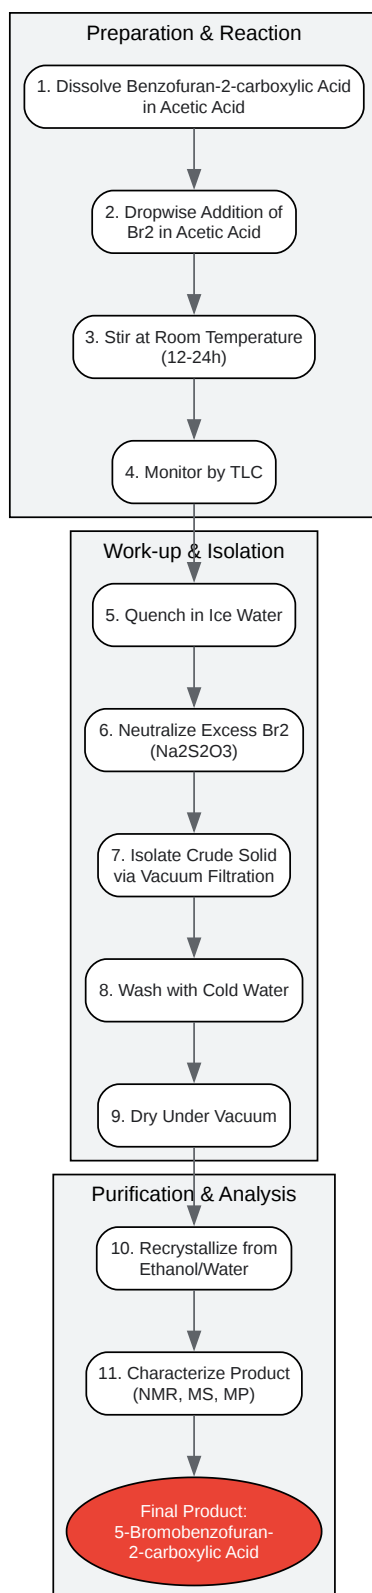 Preparation & Reaction
1. Dissolve Benzofuran-2-carboxylic Acid
in Acetic Acid
2. Dropwise Addition of
Br2 in Acetic Acid
3. Stir at Room Temperature
(12-24h)
4. Monitor by TLC
Work-up & Isolation
5. Quench in Ice Water
6. Neutralize Excess Br2
(Na2S2O3)
7. Isolate Crude Solid
via Vacuum Filtration
8. Wash with Cold Water
9. Dry Under Vacuum
Purification & Analysis
10. Recrystallize from
Ethanol/Water
11. Characterize Product
(NMR, MS, MP)
Final Product:
5-Bromobenzofuran-
2-carboxylic Acid